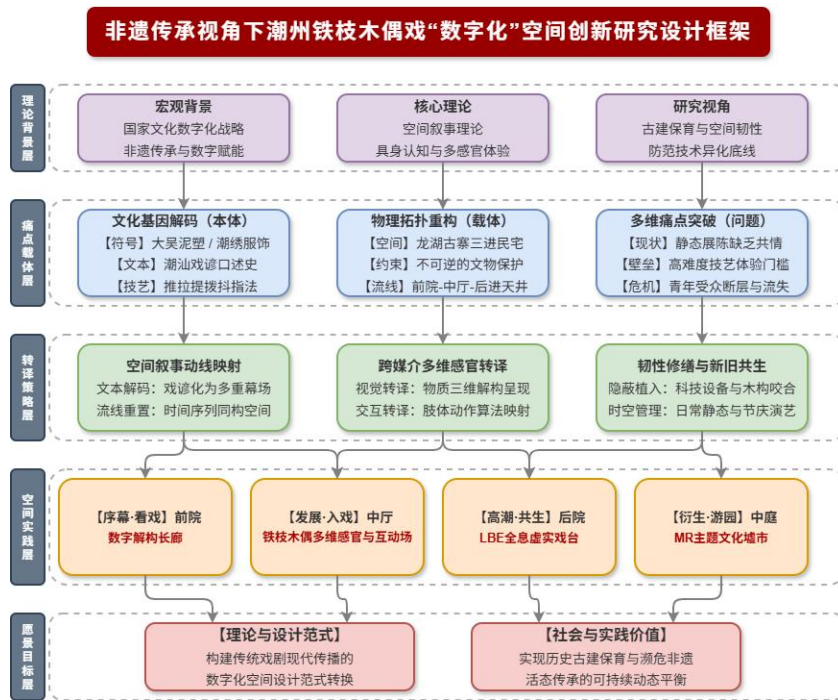 非遗传承视角下潮州铁枝木偶戏“数字化”空间创新研究设计框架
理论背景层
宏观背景
国家文化数字化战略
非遗传承与数字赋能
核心理论
空间叙事理论
具身认知与多感官体验
研究视角
古建保育与空间韧性
防范技术异化底线
痛点载体层
文化基因解码（本体）
【符号】大吴泥塑 / 潮绣服饰
【文本】潮汕戏谚口述史
【技艺】推拉提拨抖指法
物理拓扑重构（载体）
【空间】龙湖古寨三进民宅
【约束】不可逆的文物保护
【流线】前院-中厅-后进天井
多维痛点突破（问题）
【现状】静态展陈缺乏共情
【壁垒】高难度技艺体验门槛
【危机】青年受众断层与流失
转译策略层
空间叙事动线映射
文本解码：戏谚化为多重幕场
流线重置：时间序列同构空间
跨媒介多维感官转译
视觉转译：物质三维解构呈现
交互转译：肢体动作算法映射
韧性修缮与新旧共生
隐蔽植入：科技设备与木构咬合
时空管理：日常静态与节庆演艺
空间实践层
【序幕·看戏】前院
数字解构长廊
【发展·入戏】中厅
铁枝木偶多维感官与互动场
【高潮·共生】后院
LBE全息虚实戏台
【衍生·游园】中庭
MR主题文化墟市
愿景目标层
【理论与设计范式】
构建传统戏剧现代传播的
数字化空间设计范式转换
【社会与实践价值】
实现历史古建保育与濒危非遗
活态传承的可持续动态平衡